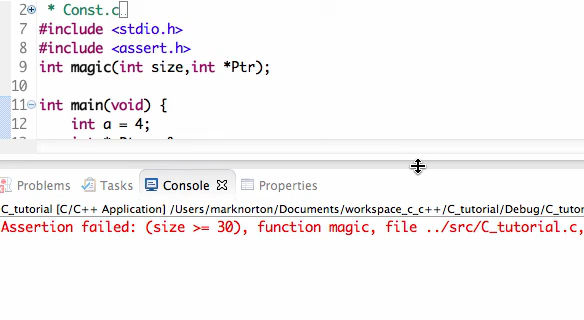 2 * Const.c
7 #include <stdio.h>
8 #include <assert.h>
9 int magic(int size,int *Ptr);
10
11 int main(void) {
12 int a = 4;
Problems Tasks Console Properties
C_tutorial [C/C++ Application] /Users/marknorton/Documents/workspace_c_c++/C_tutorial/Debug/C_tutor
Assertion failed: (size >= 30), function magic, file ../src/C_tutorial.c,